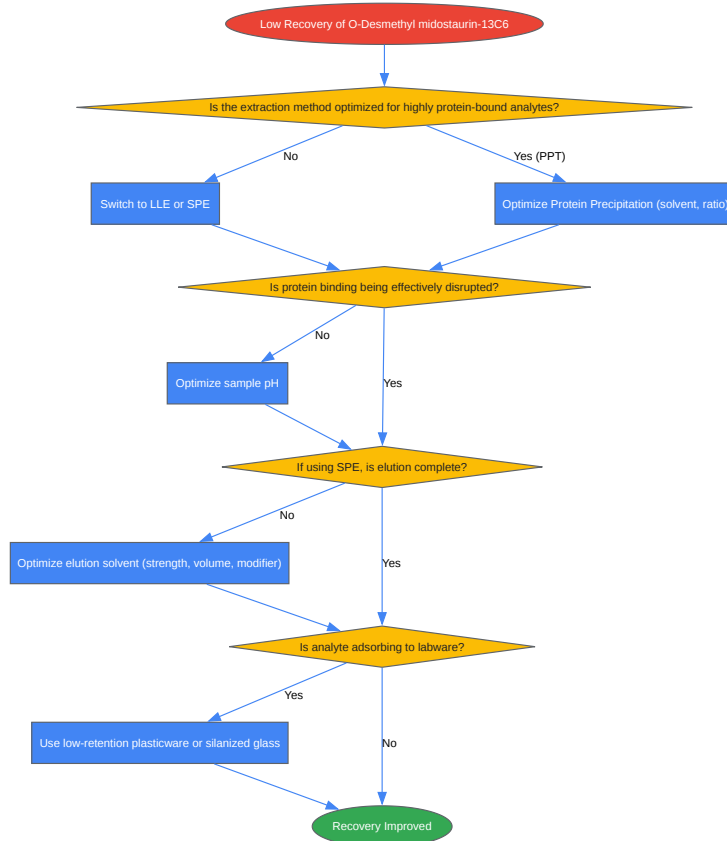 Low Recovery of O-Desmethyl midostaurin-13C6
Is the extraction method optimized for highly protein-bound analytes?
No
Yes (PPT)
Switch to LLE or SPE
Optimize Protein Precipitation (solvent, ratio)
Is protein binding being effectively disrupted?
No
Optimize sample pH
Yes
If using SPE, is elution complete?
No
Optimize elution solvent (strength, volume, modifier)
Yes
Is analyte adsorbing to labware?
Yes
Use low-retention plasticware or silanized glass
No
Recovery Improved